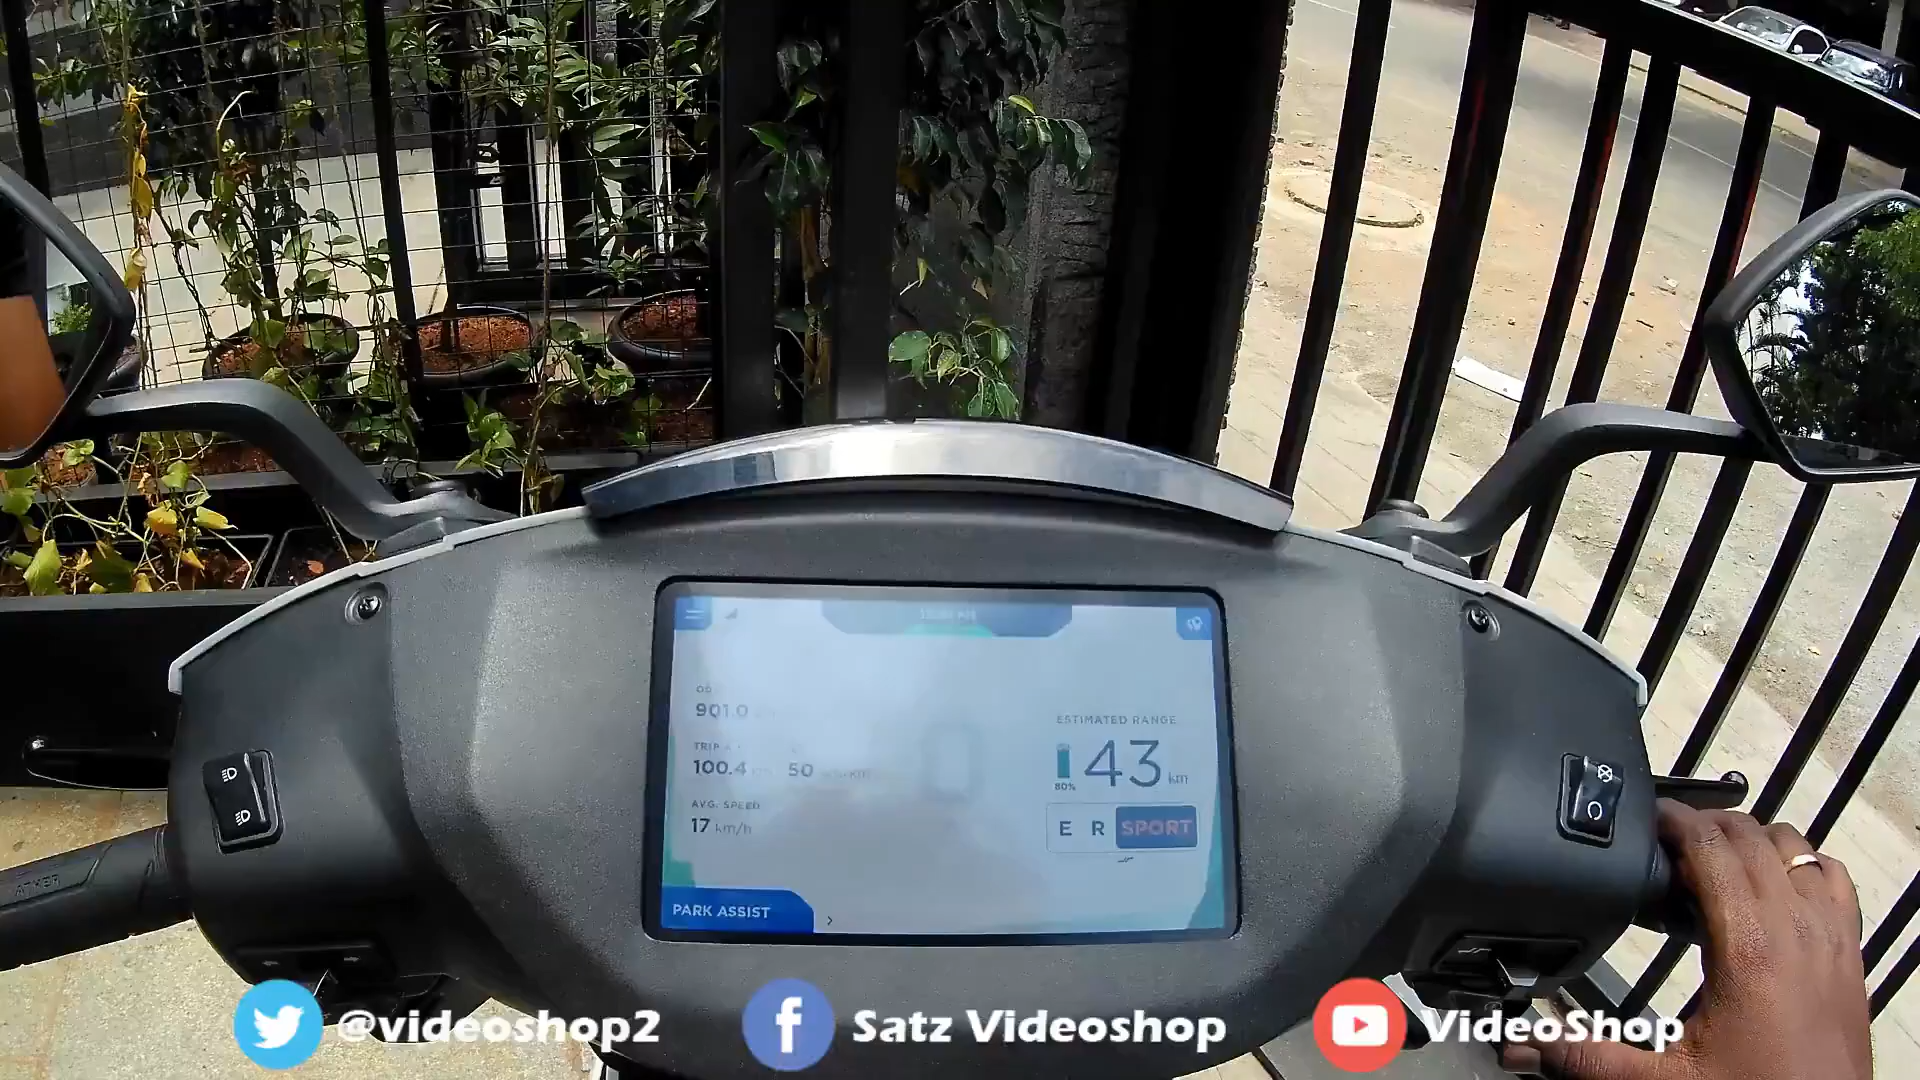 901.0
TRIP
100.4
50
AVG. SPEED
17 km/h
0
ESTIMATED RANGE
43 km
80%
E R SPORT
PARK ASSIST
ATHER
@videoshop2
Satz Videoshop
VideoShop